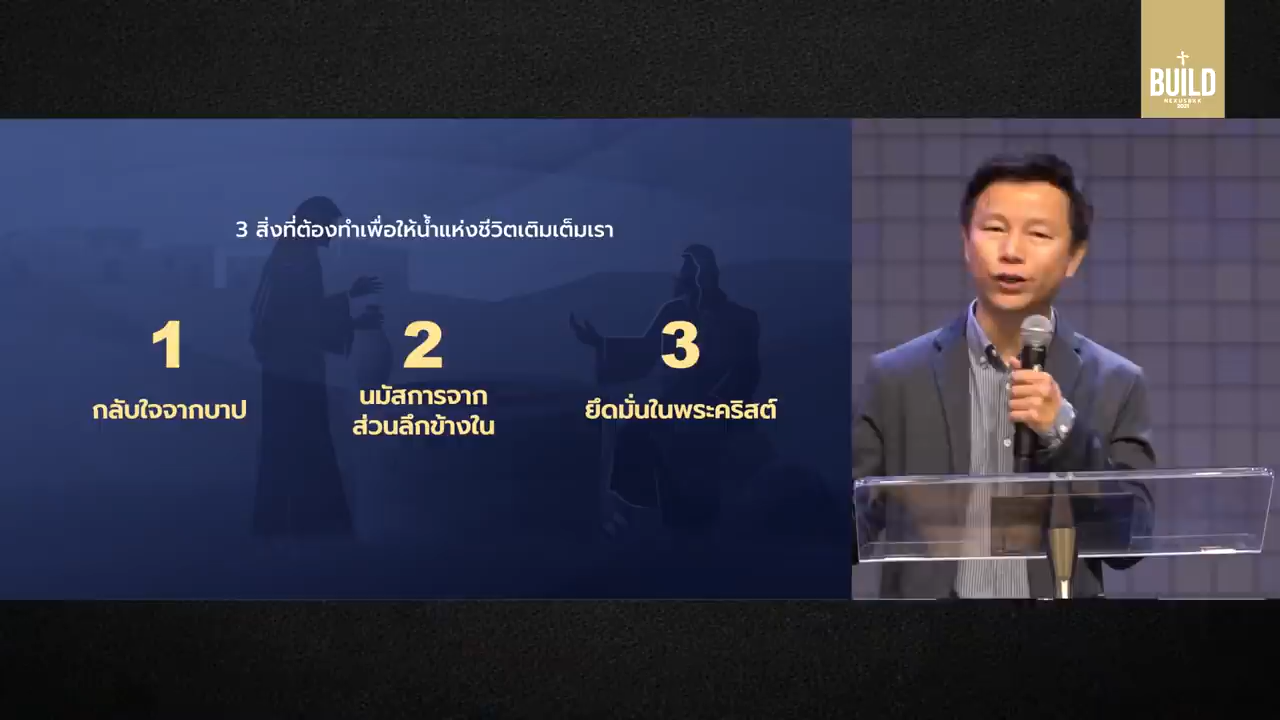 BUILD
NEXUSBKK
2021
3 สิ่งที่ต้องทำเพื่อให้น้ำแห่งชีวิตเติมเต็มเรา
1
กลับใจจากบาป
2
นมัสการจาก
ส่วนลึกข้างใน
3
ยึดมั่นในพระคริสต์